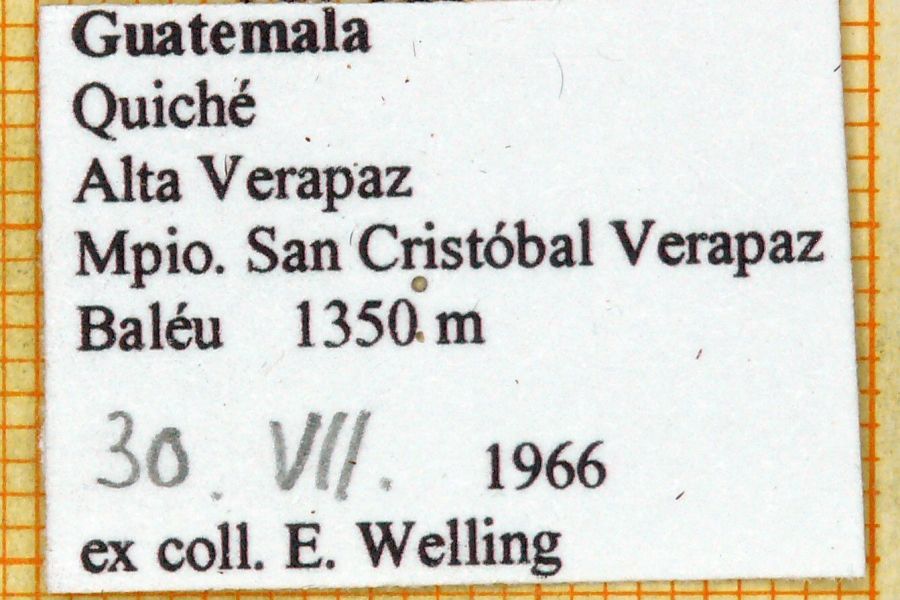 Guatemala
Quiché
Alta Verapaz
Mpio. San Cristóbal Verapaz
Baléu 1350 m
30. VII. 1966
ex coll. E. Welling